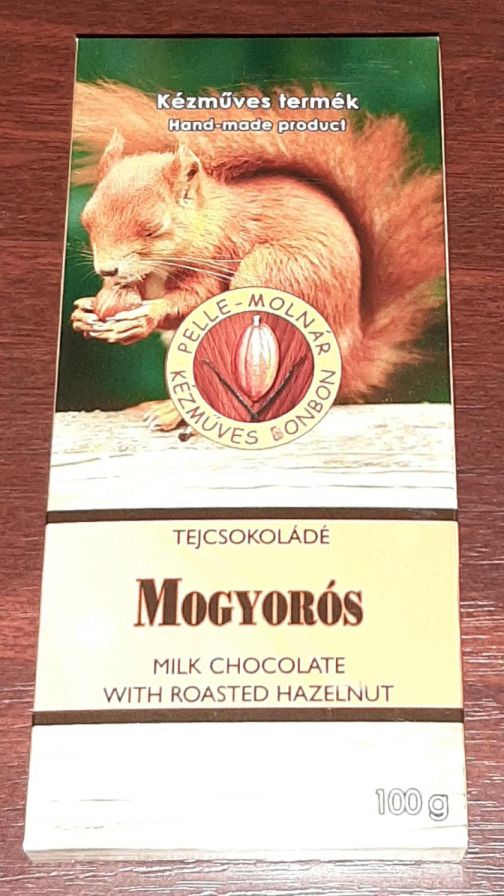 Kézműves termék
Hand-made product
PELLE-MOLNÁR
KÉZMŰVES BONBON
TEJCSOKOLÁDÉ
MOGYORÓS
MILK CHOCOLATE
WITH ROASTED HAZELNUT
100 g